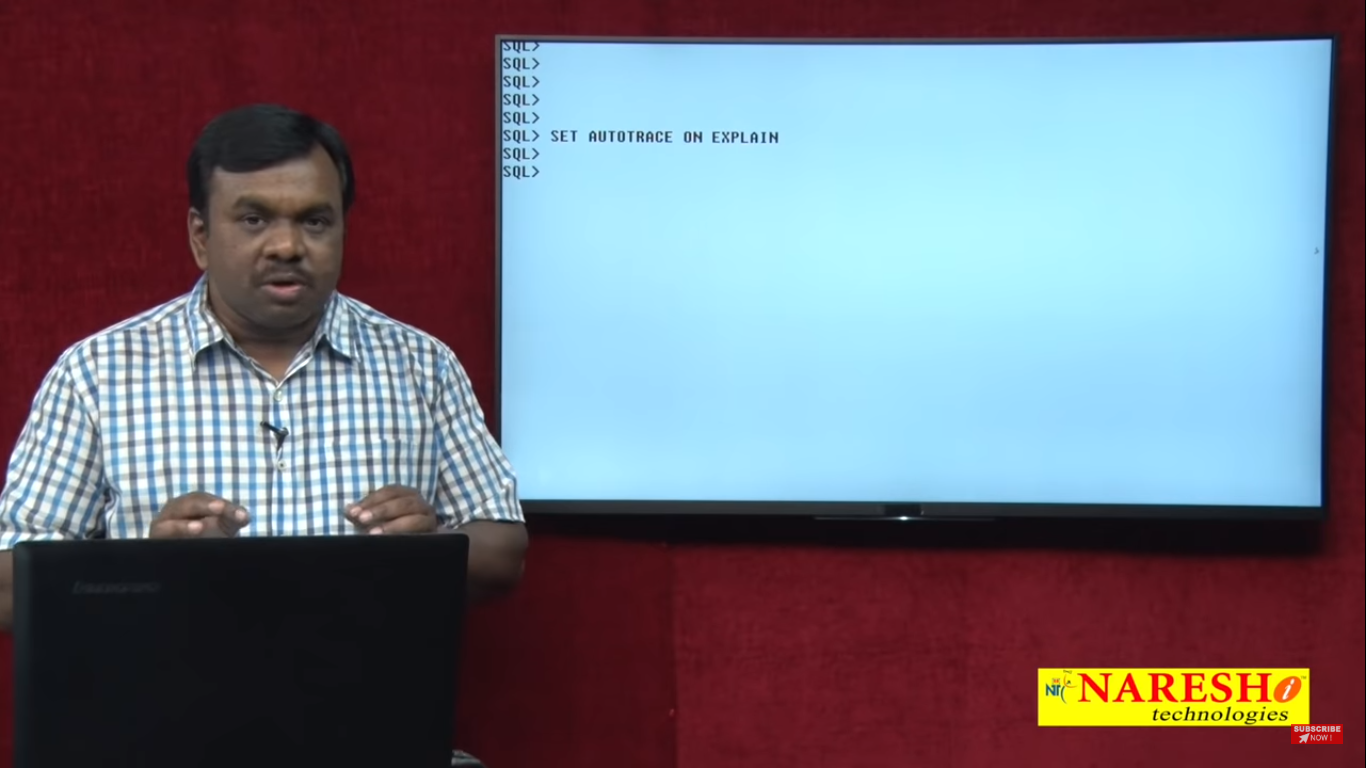 SQL>
SQL>
SQL>
SQL>
SQL>
SQL> SET AUTOTRACE ON EXPLAIN
SQL>
SQL>
NARESH i
technologies
SUBSCRIBE
NOW !